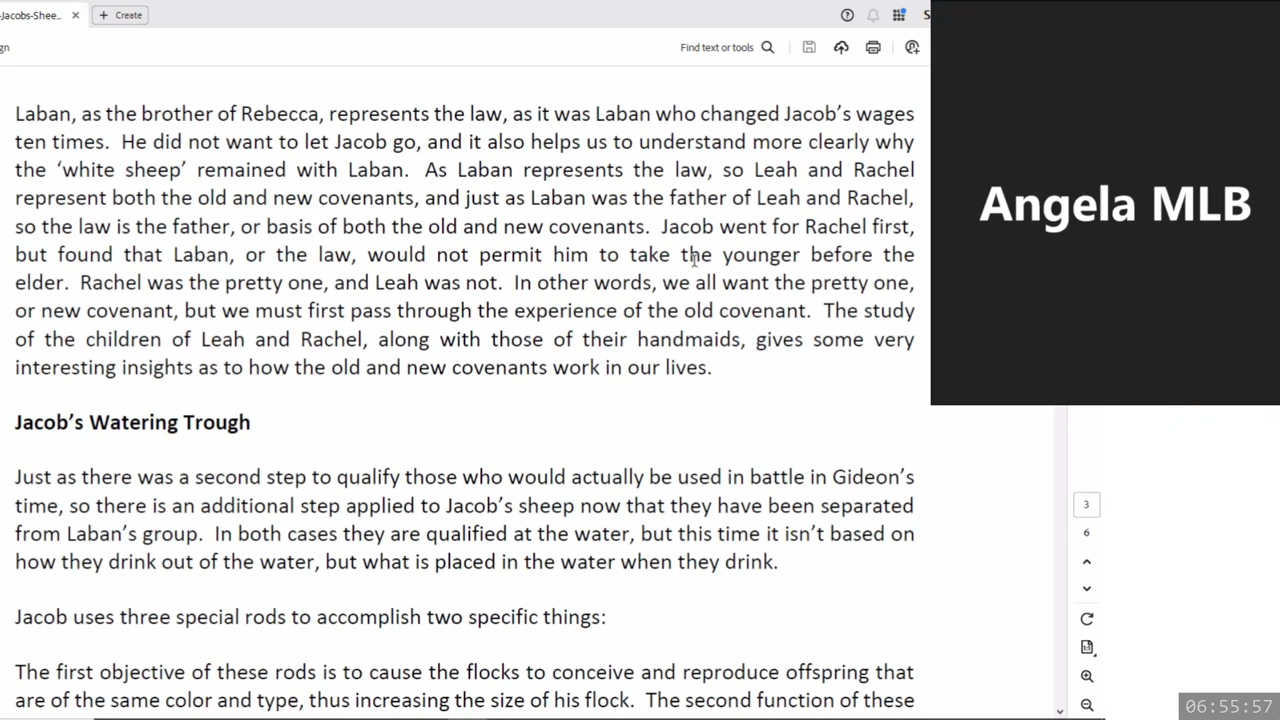 -Jacobs-Shee...
Create
S
gn
Find text or tools
Laban, as the brother of Rebecca, represents the law, as it was Laban who changed Jacob’s wages
ten times. He did not want to let Jacob go, and it also helps us to understand more clearly why
the ‘white sheep’ remained with Laban. As Laban represents the law, so Leah and Rachel
represent both the old and new covenants, and just as Laban was the father of Leah and Rachel,
so the law is the father, or basis of both the old and new covenants. Jacob went for Rachel first,
but found that Laban, or the law, would not permit him to take the younger before the
elder. Rachel was the pretty one, and Leah was not. In other words, we all want the pretty one,
or new covenant, but we must first pass through the experience of the old covenant. The study
of the children of Leah and Rachel, along with those of their handmaids, gives some very
interesting insights as to how the old and new covenants work in our lives.
Jacob’s Watering Trough
Just as there was a second step to qualify those who would actually be used in battle in Gideon’s
time, so there is an additional step applied to Jacob’s sheep now that they have been separated
from Laban’s group. In both cases they are qualified at the water, but this time it isn’t based on
how they drink out of the water, but what is placed in the water when they drink.
Jacob uses three special rods to accomplish two specific things:
The first objective of these rods is to cause the flocks to conceive and reproduce offspring that
are of the same color and type, thus increasing the size of his flock. The second function of these
Angela MLB
3
6
06:55:57